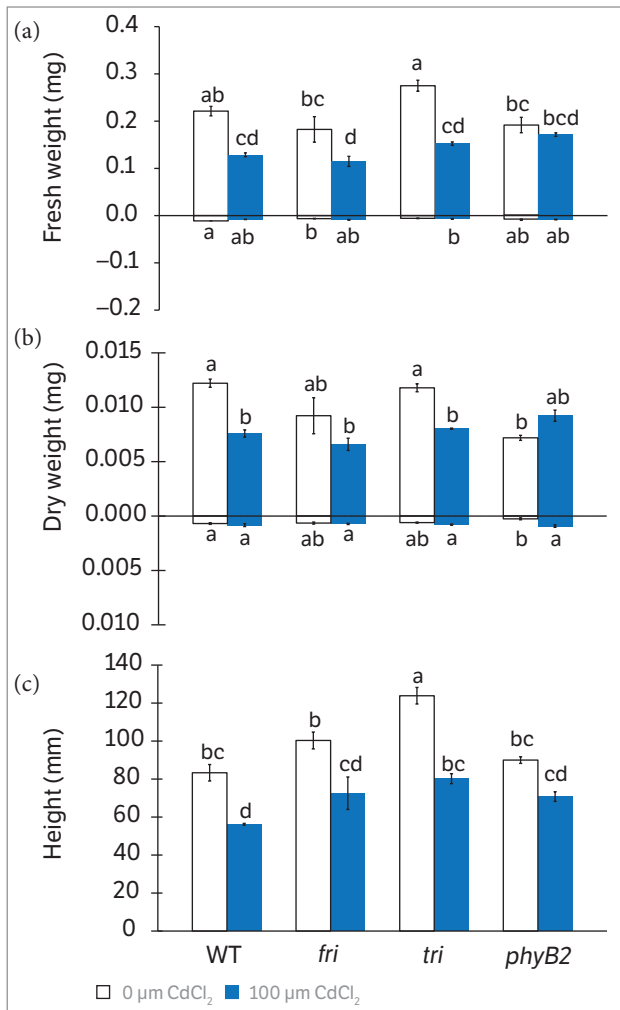 (a)
Fresh weight (mg)
0.4
0.3
0.2
0.1
0.0
−0.1
−0.2
ab cd bc d a cd bc bcd
a ab b ab b ab ab
(b)
Dry weight (mg)
0.015
0.010
0.005
0.000
0.005
0.010
a b ab b a b b ab
a a ab a ab a b a
(c)
Height (mm)
140
120
100
80
60
40
20
0
bc d b cd a bc bc cd
WT fri tri phyB2
0 µm CdCl₂ 100 µm CdCl₂